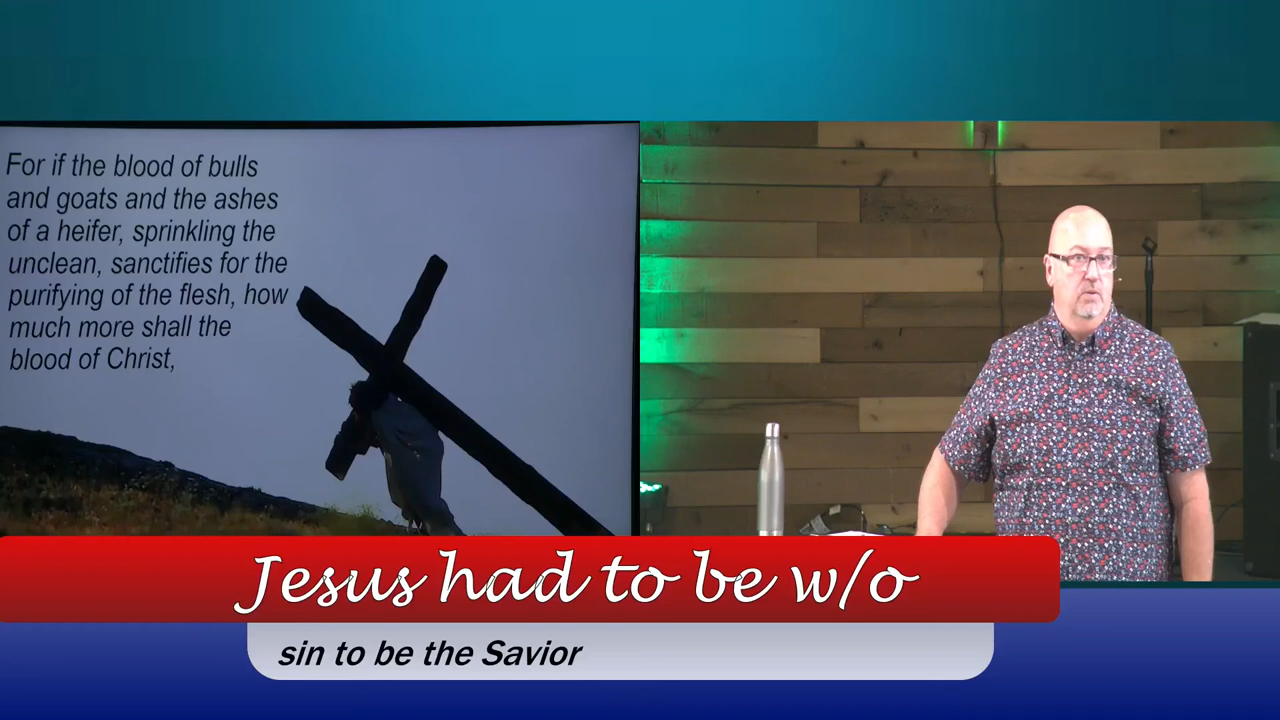 For if the blood of bulls
and goats and the ashes
of a heifer, sprinkling the
unclean, sanctifies for the
purifying of the flesh, how
much more shall the
blood of Christ,
Jesus had to be w/o
sin to be the Savior